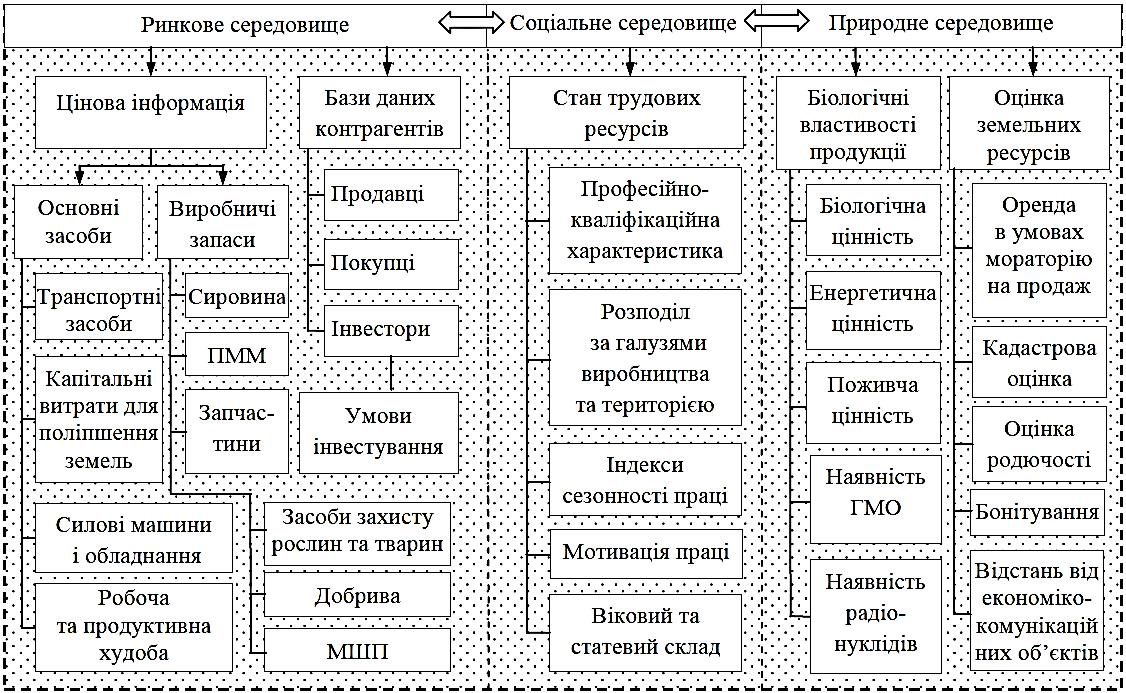 Ринкове середовище
Соціальне середовище
Природне середовище
Цінова інформація
Основні
засоби
Транспортні
засоби
Капітальні
витрати для
поліпшення
земель
Силові машини
і обладнання
Робоча
та продуктивна
худоба
Виробничі
запаси
Сировина
ПММ
Запчас-
тини
Засоби захисту
рослин та тварин
Добрива
МШП
Бази даних
контрагентів
Продавці
Покупці
Інвестори
Умови
інвестування
Стан трудових
ресурсів
Професійно-
кваліфікаційна
характеристика
Розподіл
за галузями
виробництва
та територією
Індекси
сезонності праці
Мотивація праці
Віковий та
статевий склад
Біологічні
властивості
продукції
Біологічна
цінність
Енергетична
цінність
Поживча
цінність
Наявність
ГМО
Наявність
радіо-
нуклідів
Оцінка
земельних
ресурсів
Оренда
в умовах
мораторію
на продаж
Кадастрова
оцінка
Оцінка
родючості
Бонітування
Відстань від
економіко-
комунікацій
них об’єктів